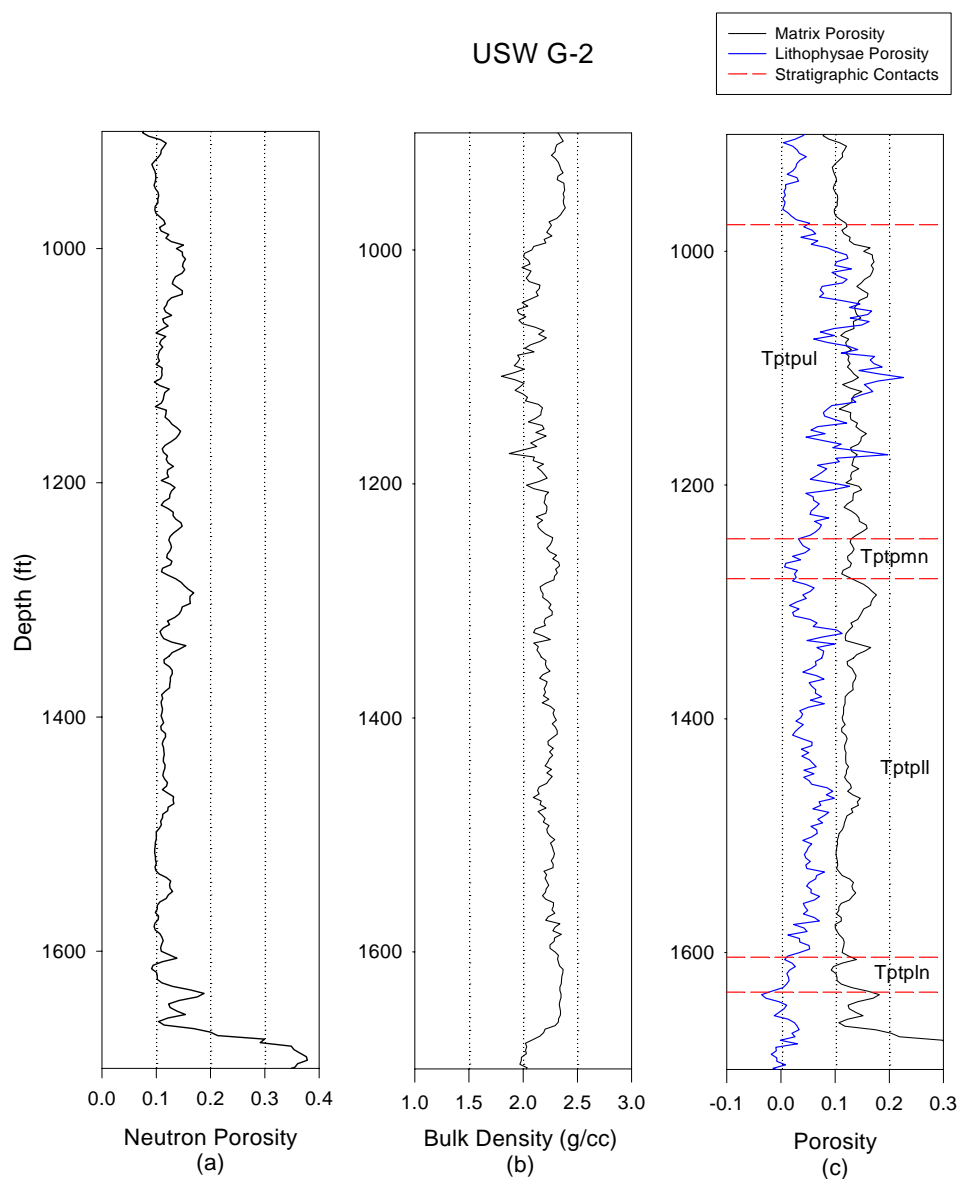 USW G-2
Matrix Porosity
Lithophysae Porosity
Stratigraphic Contacts
Depth (ft)
1000
1200
1400
1600
0.0 0.1 0.2 0.3 0.4
Neutron Porosity
(a)
1000
1200
1400
1600
1.0 1.5 2.0 2.5 3.0
Bulk Density (g/cc)
(b)
1000
1200
1400
1600
Tptpul
Tptpmn
Tptpll
Tptpln
-0.1 0.0 0.1 0.2 0.3
Porosity
(c)